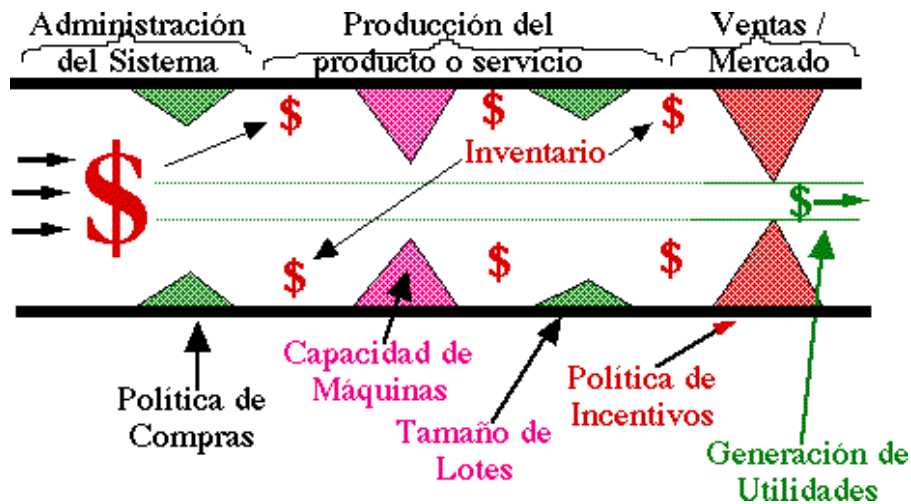 Administración
del Sistema
Producción del
producto o servicio
Ventas /
Mercado
$
$
$
$
Inventario
$
$
$
$
$
Capacidad de
Máquinas
Política de
Compras
Tamaño de
Lotes
Política de
Incentivos
Generación de
Utilidades